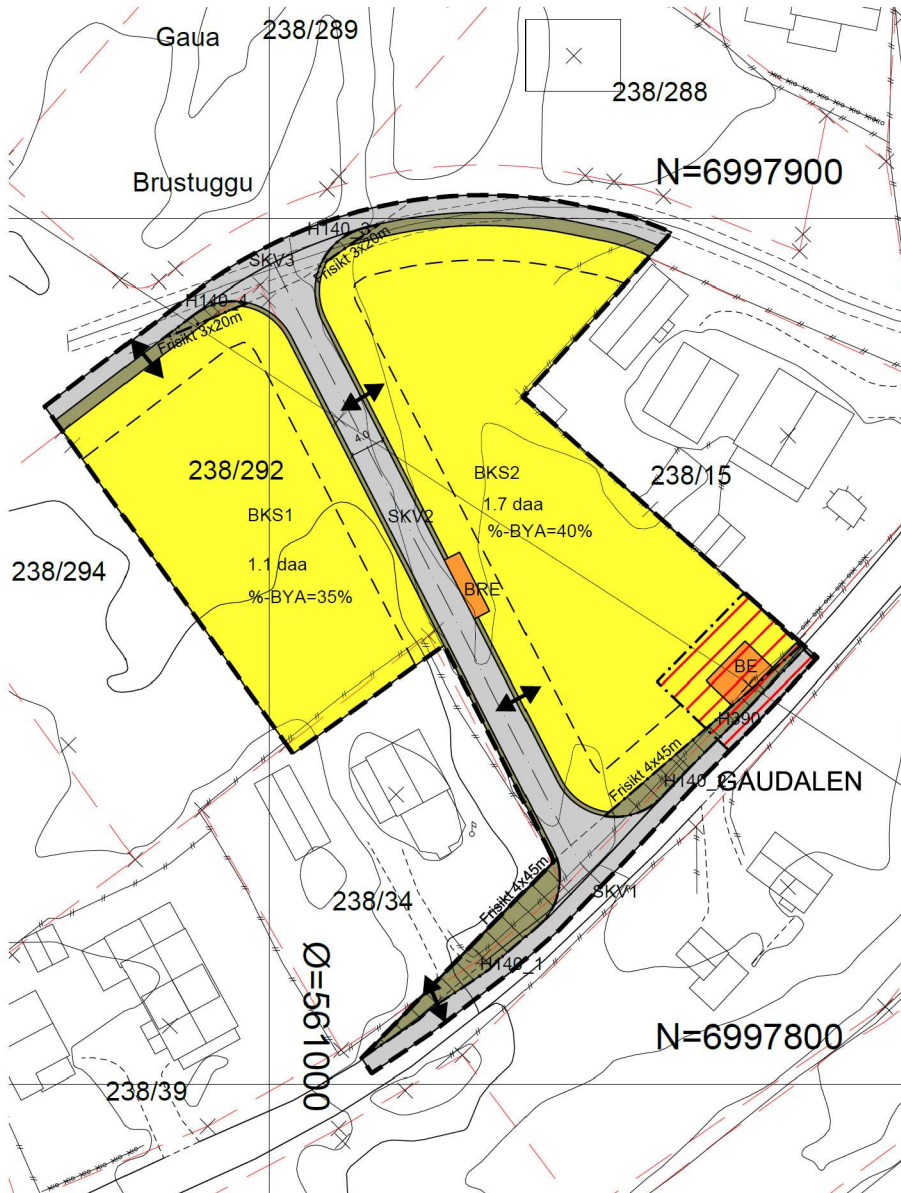 Gaua
238/289
238/288
N=6997900
Brustuggu
H140_3
Frisikt 3x20m
SKV3
H140_4
Frisikt 3x20m
4.0
238/292
BKS1
1.1 daa
%-BYA=35%
BKS2
1.7 daa
%-BYA=40%
SKV2
238/15
238/294
BRE
BE
H390
Frisikt 4x45m
H140_2
GAUDALEN
238/34
Frisikt 4x45m
SKV1
H140_1
Ø=561000
N=6997800
238/39